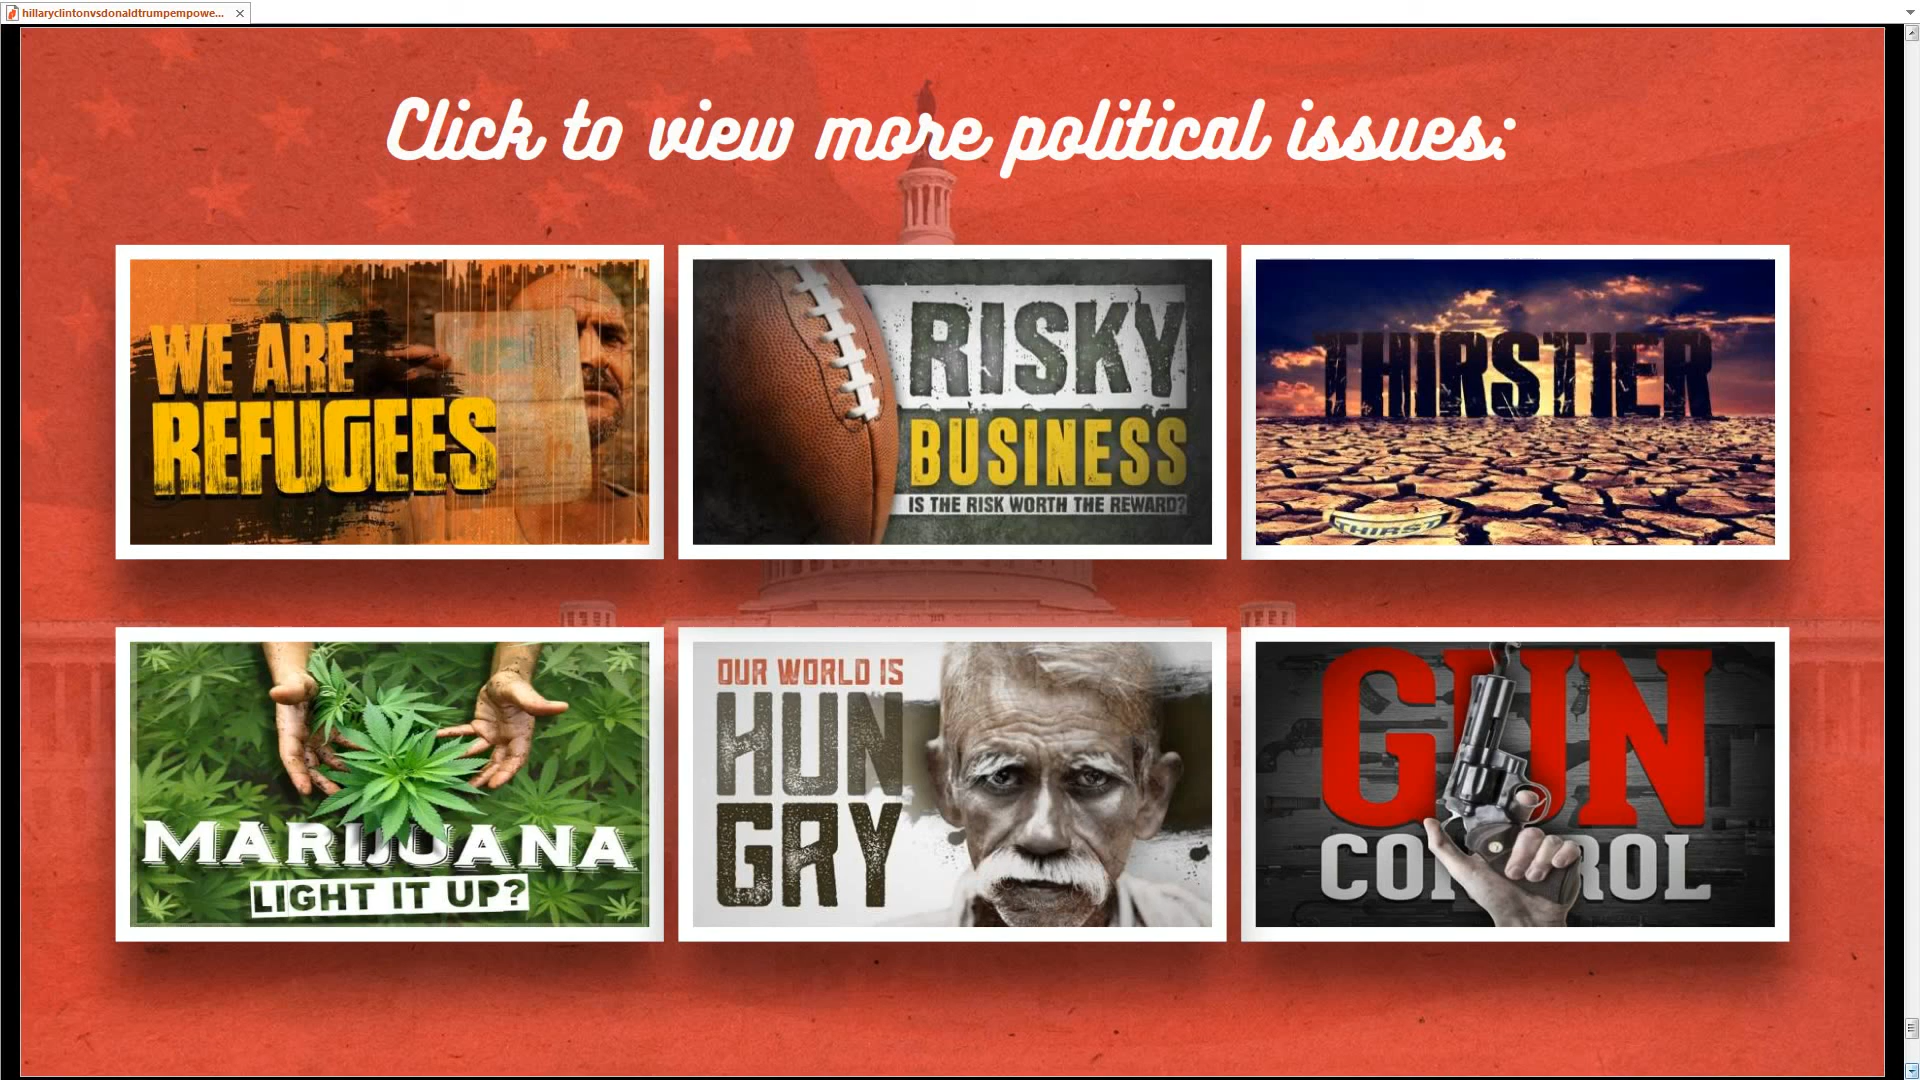 hillaryclintonvsdonaldtrumpempowe...
Click to view more political issues:
WE ARE
REFUGEES
RISKY
BUSINESS
IS THE RISK WORTH THE REWARD?
THIRSTIER
THIRST
MARIJUANA
LIGHT IT UP?
OUR WORLD IS
HUN
GRY
GUN
CONTROL